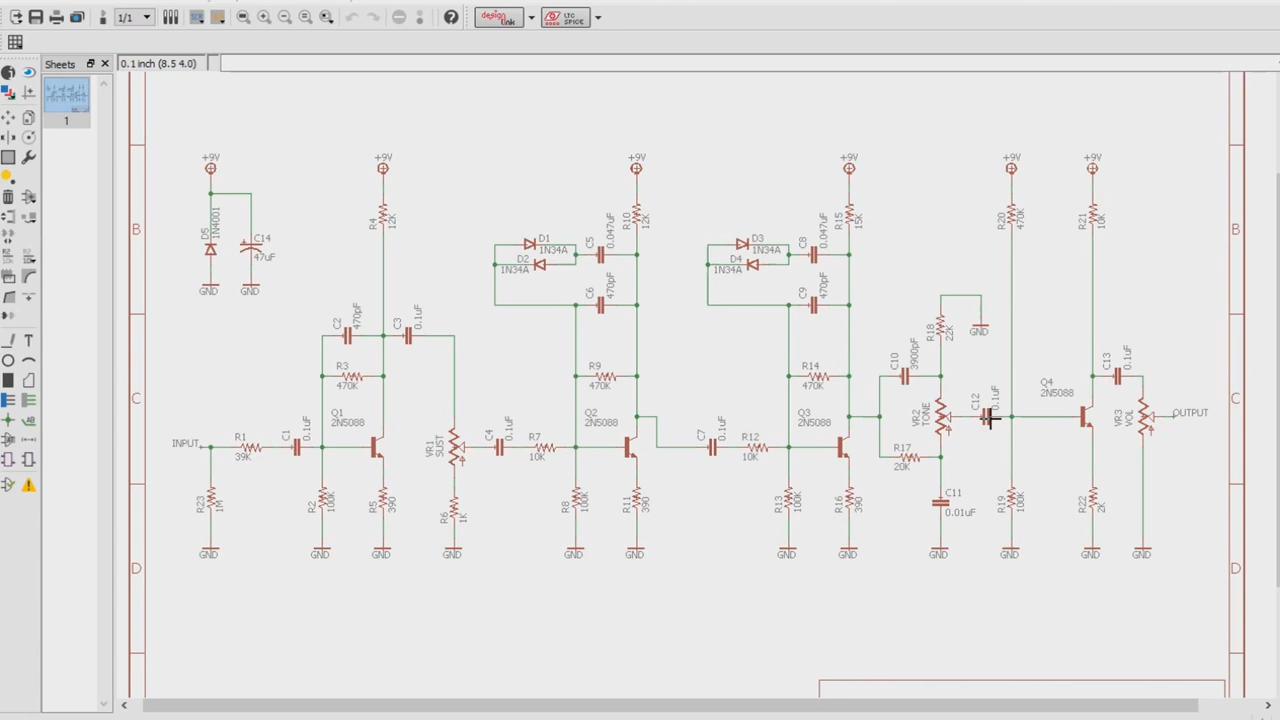 1/1
design link
LTC SPICE
Sheets
0.1 inch (8.5 4.0)
1
B
C
D
+9V
+9V
+9V
+9V
+9V
+9V
D5
1N4001
C14
47uF
GND
GND
R4
12K
D1
1N34A
D2
1N34A
C5
0.047uF
C6
470pF
R10
12K
D3
1N34A
D4
1N34A
C8
0.047uF
C9
470pF
R15
15K
R20
470K
R21
10K
C2
470pF
C3
0.1uF
R3
470K
R9
470K
R14
470K
C10
3900pF
R18
22K
GND
C13
0.1uF
INPUT
R1
39K
C1
0.1uF
Q1
2N5088
VR1
SUST
C4
0.1uF
R7
10K
Q2
2N5088
C7
0.1uF
R12
10K
Q3
2N5088
R17
20K
VR2
TONE
C12
0.1uF
Q4
2N5088
VR3
VOL
OUTPUT
R23
1M
R2
100K
R5
390
R6
1K
R8
100K
R11
390
R13
100K
R16
390
C11
0.01uF
R19
100K
R22
2K
GND
GND
GND
GND
GND
GND
GND
GND
GND
GND
GND
GND
B
C
D